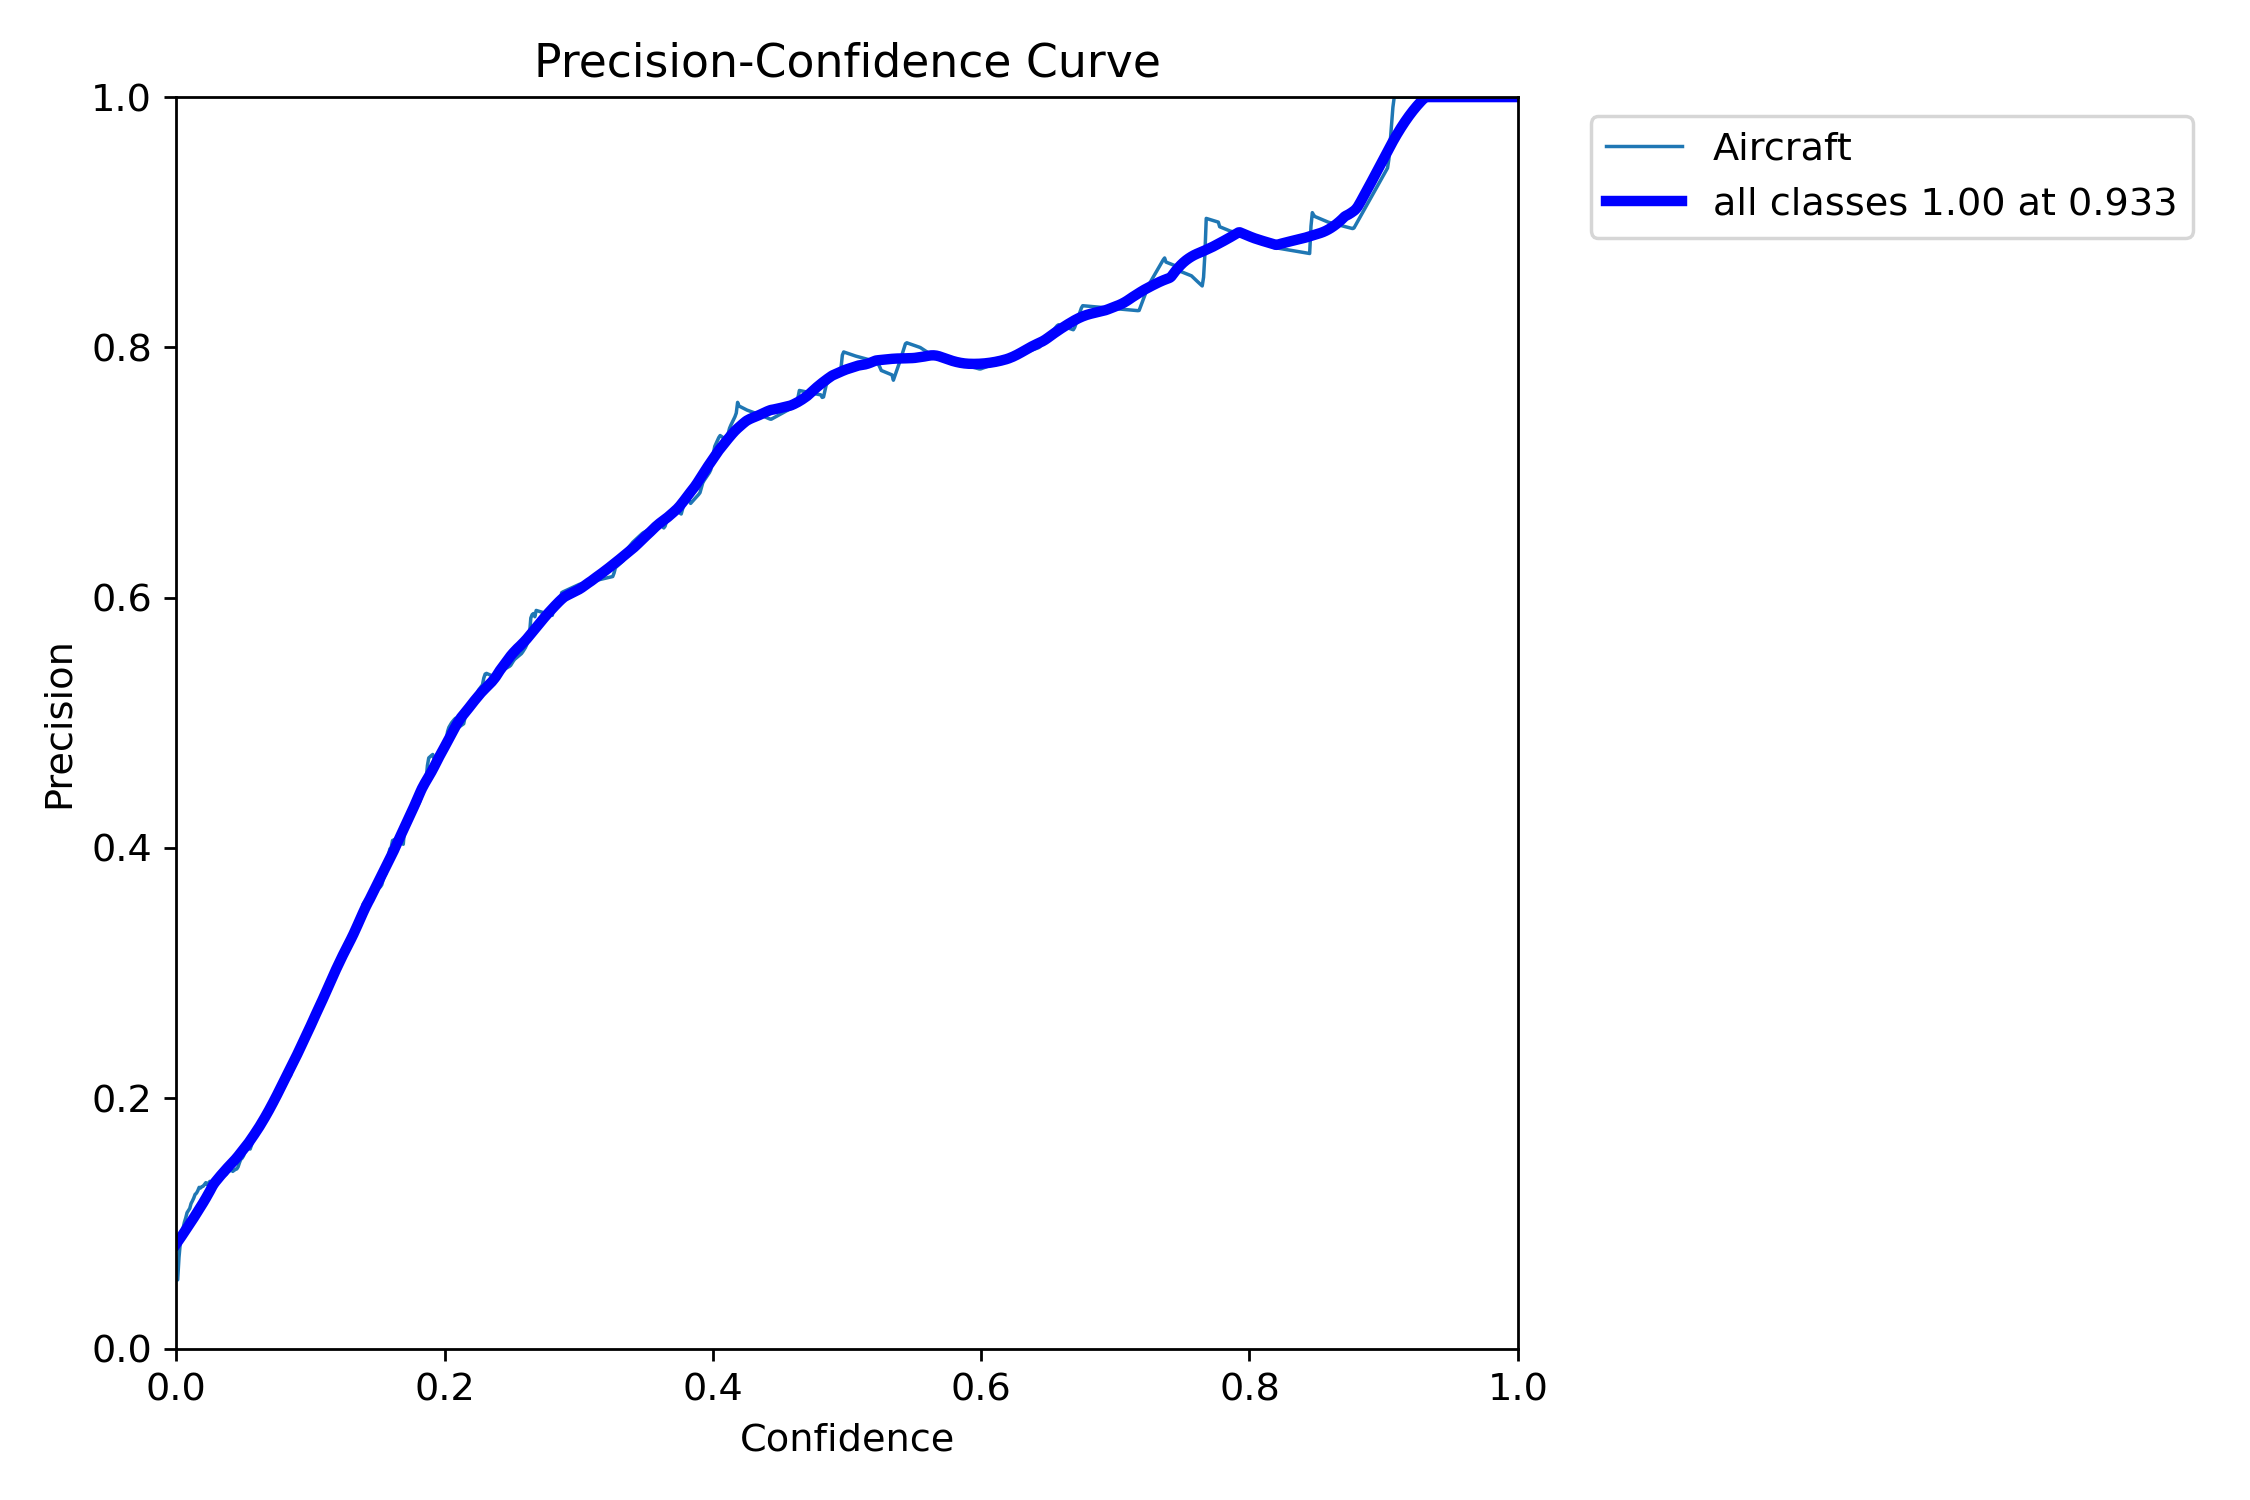 Precision-Confidence Curve
1.0
0.8
0.6
0.4
0.2
0.0
Precision
0.0 0.2 0.4 0.6 0.8 1.0
Confidence
Aircraft
all classes 1.00 at 0.933